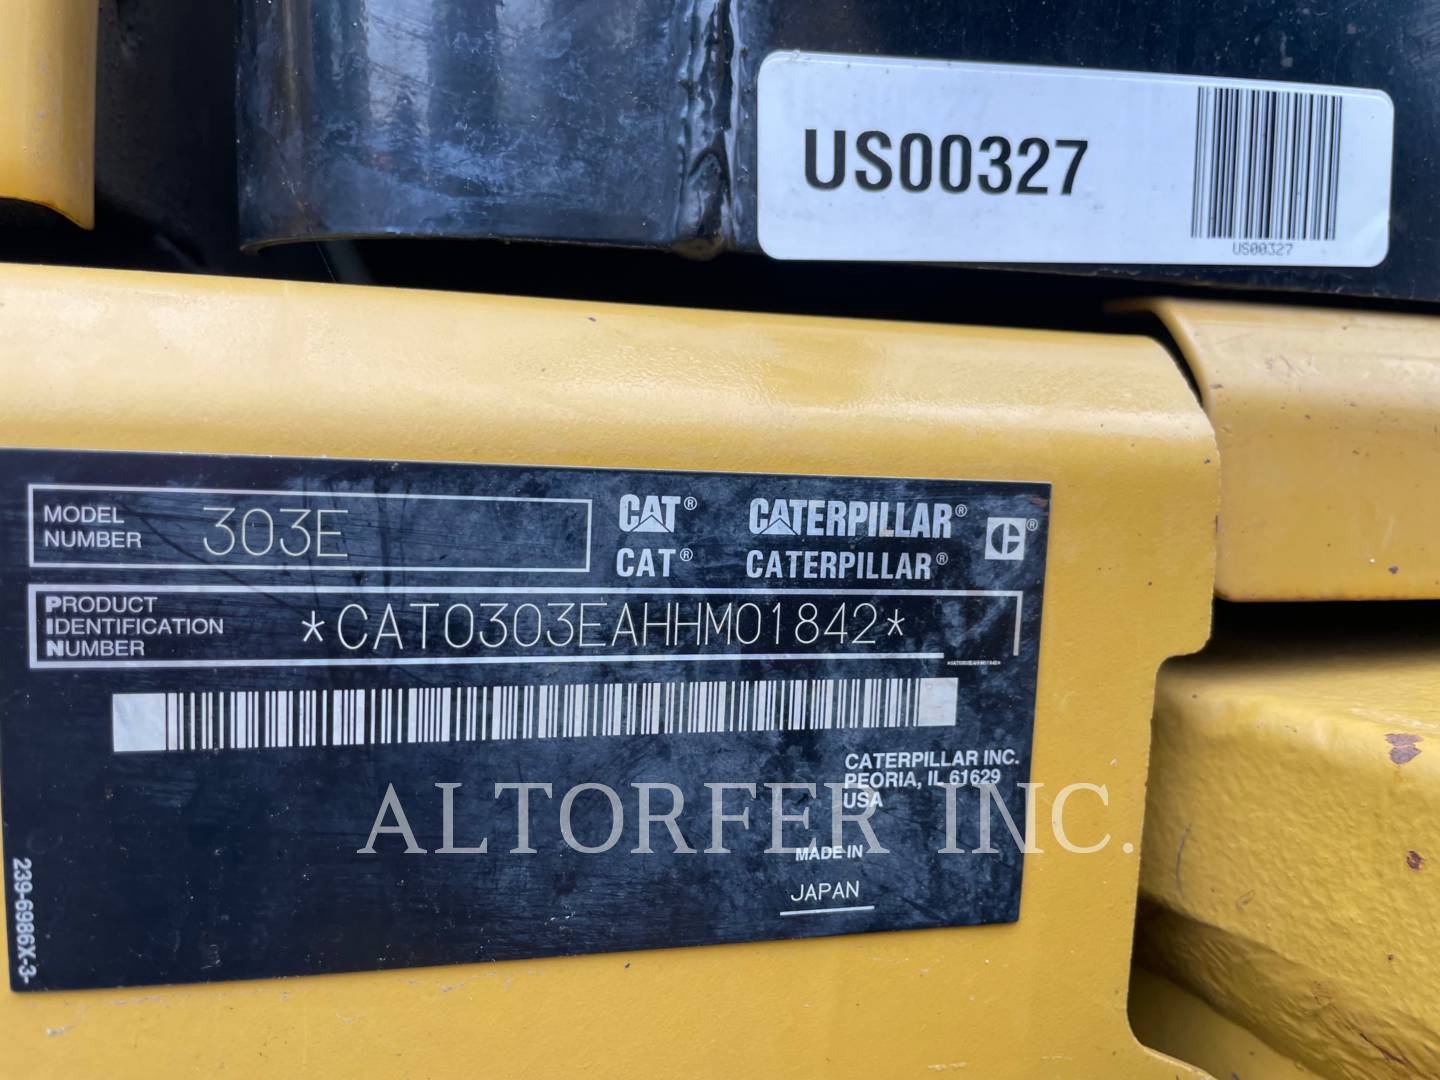 US00327
US00327
MODEL NUMBER 303E
CAT® CATERPILLAR® ®
CAT® CATERPILLAR®
PRODUCT IDENTIFICATION NUMBER *CAT0303EAHHM01842*
*CAT0303EAHHM01842*
CATERPILLAR INC.
PEORIA, IL 61629
USA
ALTORFER INC.
MADE IN
JAPAN
239-6986X-3-